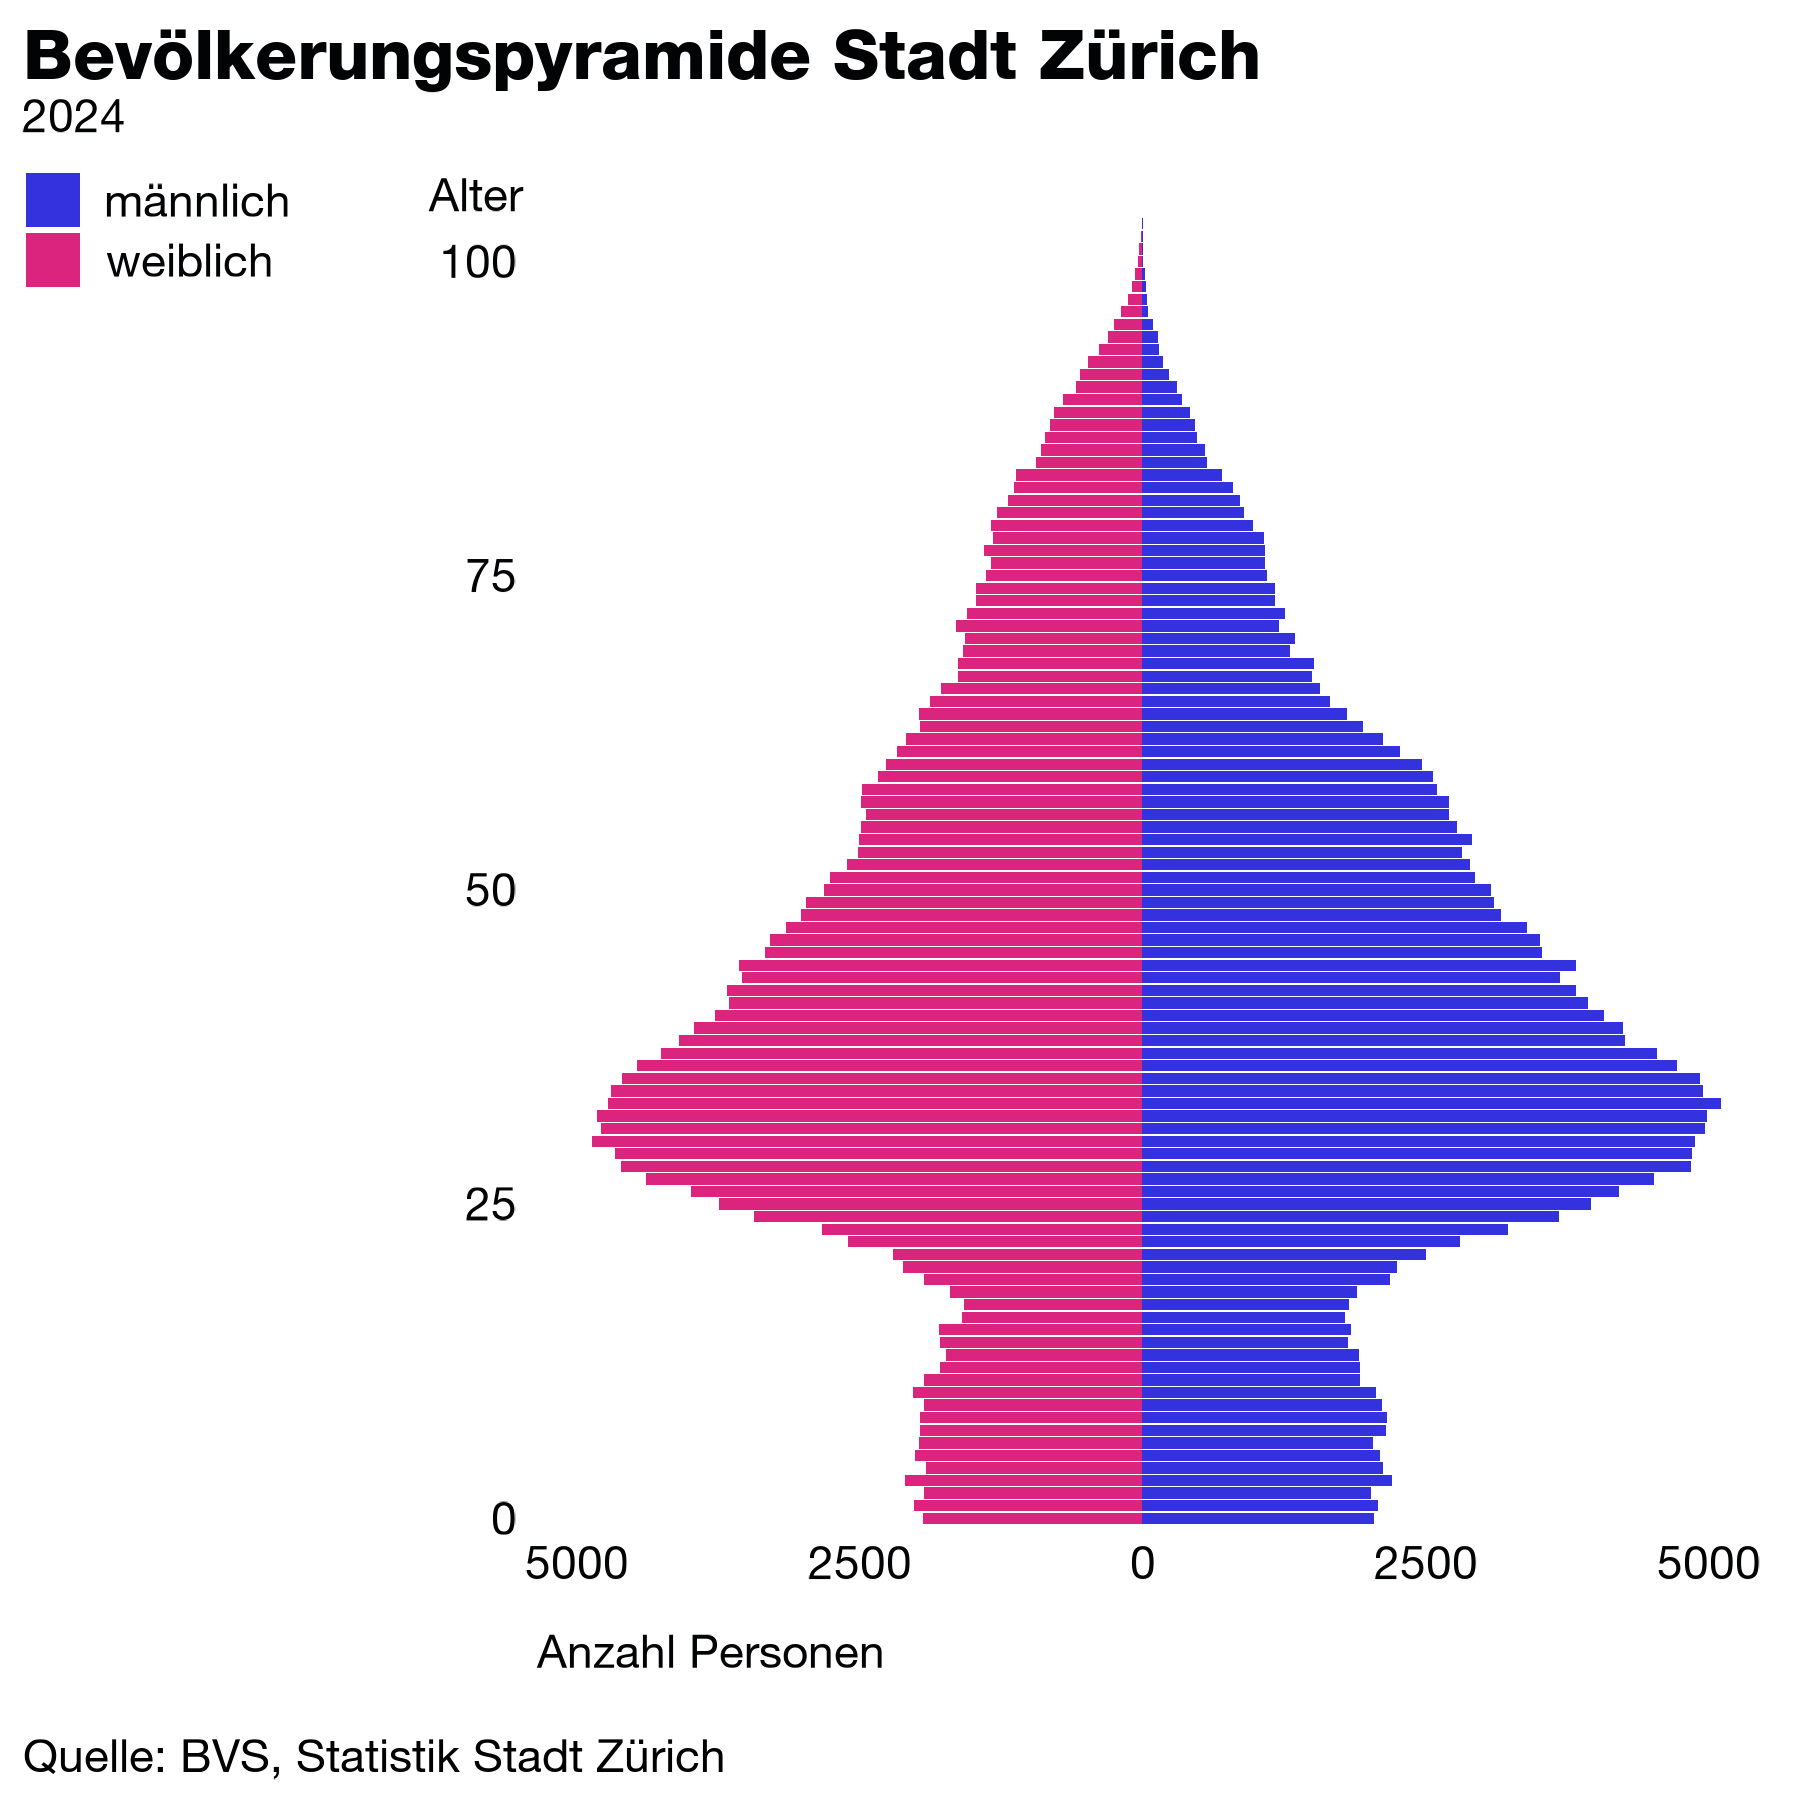 Bevölkerungspyramide Stadt Zürich
2024
männlich
weiblich
Alter
100
75
50
25
0
5000 2500 0 2500 5000
Anzahl Personen
Quelle: BVS, Statistik Stadt Zürich